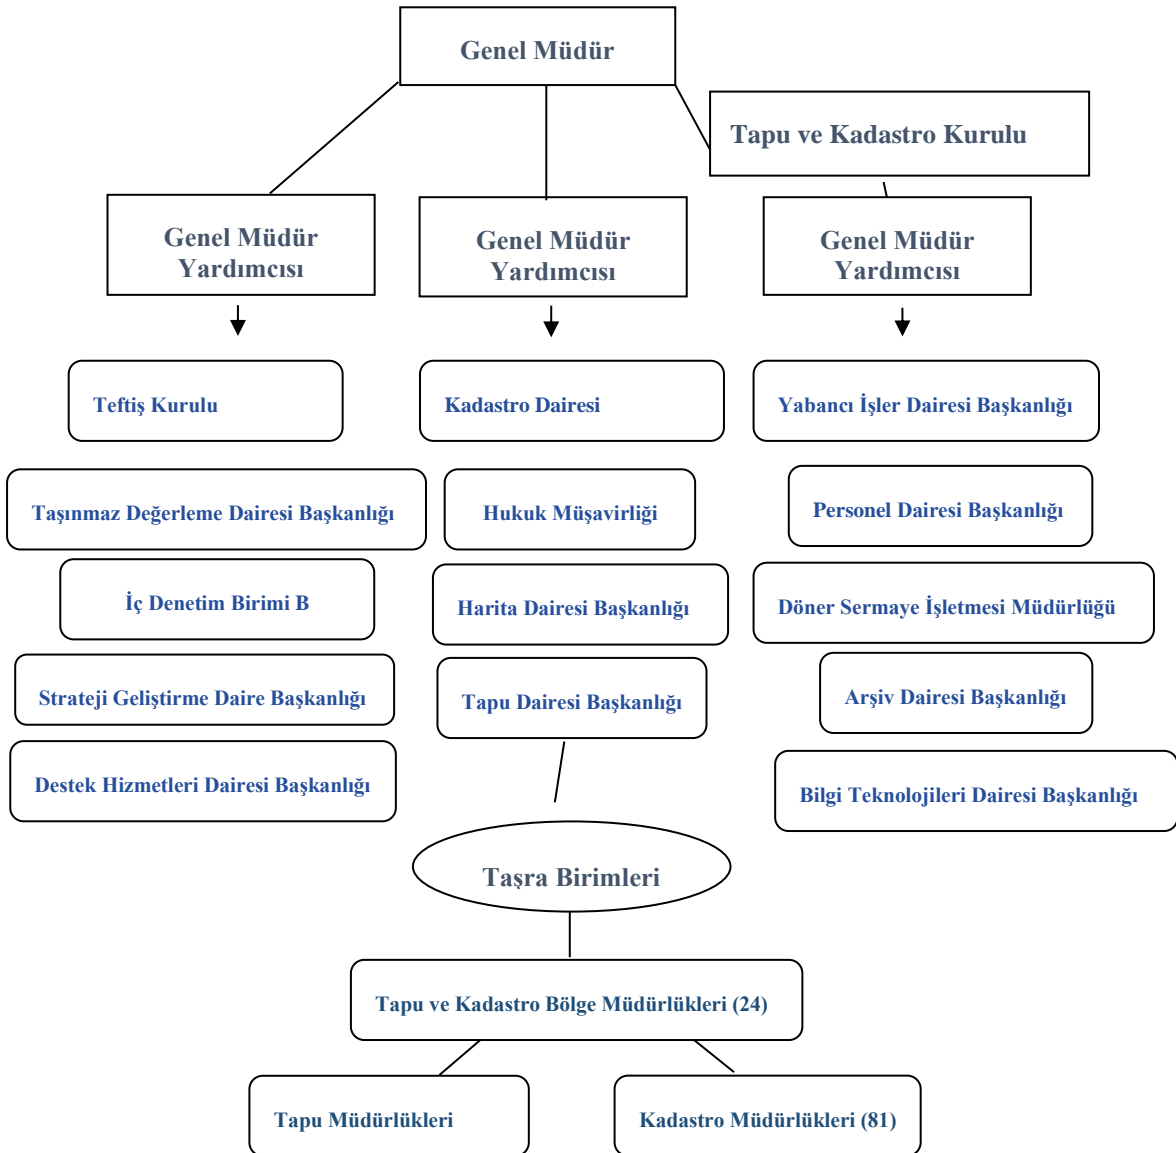 Genel Müdür
Tapu ve Kadastro Kurulu
Genel Müdür
Yardımcısı
Genel Müdür
Yardımcısı
Genel Müdür
Yardımcısı
Teftiş Kurulu
Kadastro Dairesi
Yabancı İşler Dairesi Başkanlığı
Taşınmaz Değerleme Dairesi Başkanlığı
Hukuk Müşavirliği
Personel Dairesi Başkanlığı
İç Denetim Birimi B
Harita Dairesi Başkanlığı
Döner Sermaye İşletmesi Müdürlüğü
Strateji Geliştirme Daire Başkanlığı
Tapu Dairesi Başkanlığı
Arşiv Dairesi Başkanlığı
Destek Hizmetleri Dairesi Başkanlığı
Bilgi Teknolojileri Dairesi Başkanlığı
Taşra Birimleri
Tapu ve Kadastro Bölge Müdürlükleri (24)
Tapu Müdürlükleri
Kadastro Müdürlükleri (81)